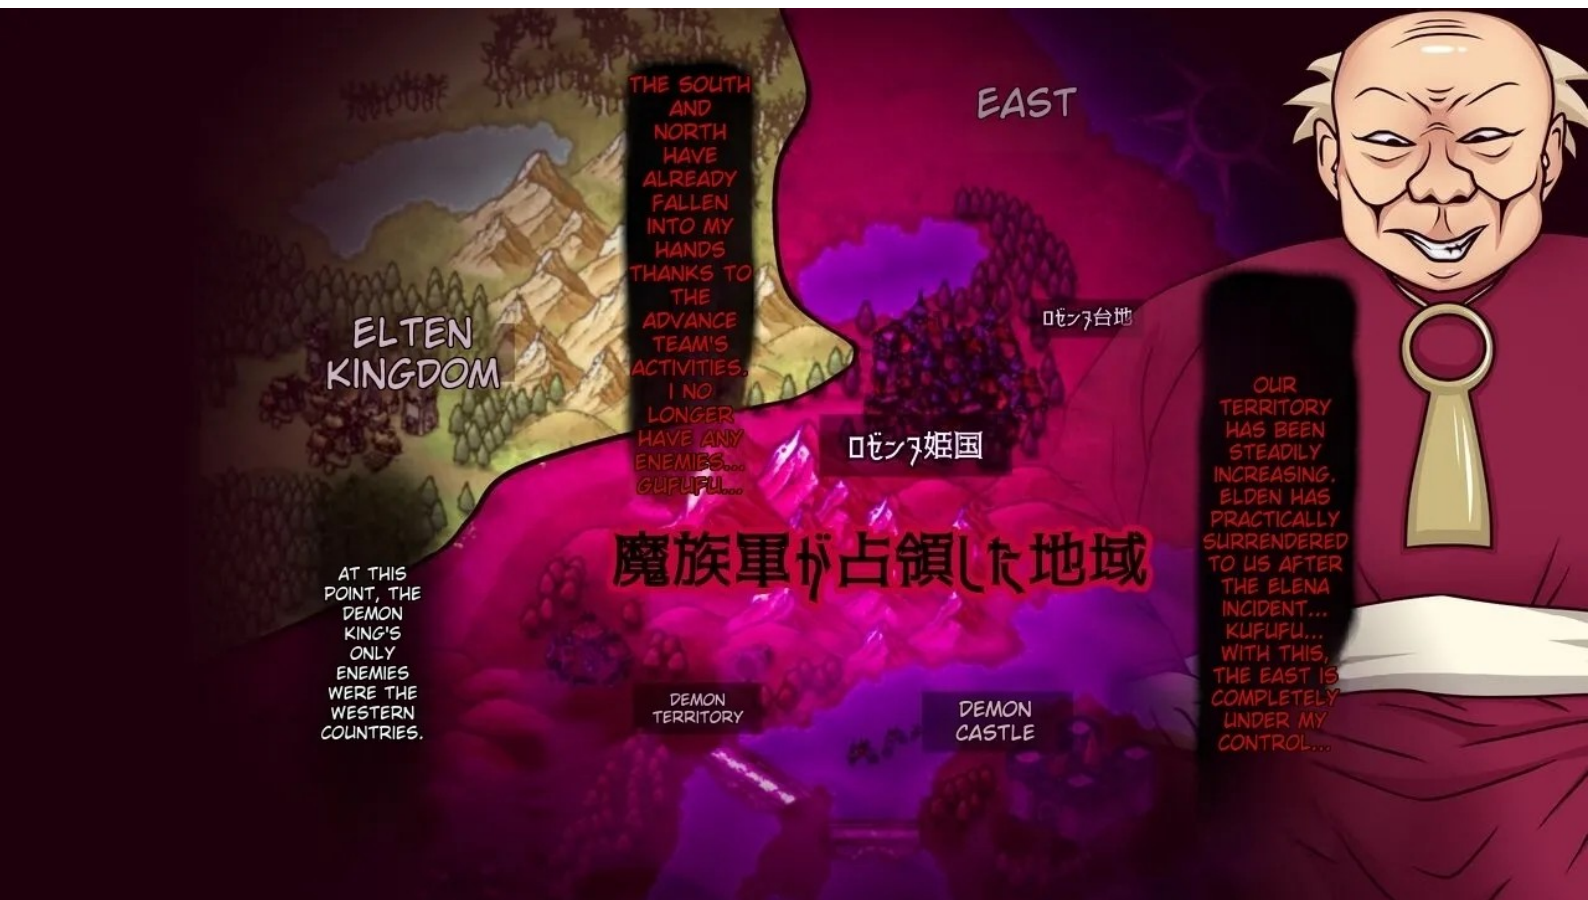 EAST
OUR
TERRITORY
HAS BEEN
STEADILY
INCREASING.
ELDEN HAS
PRACTICALLY
SURRENDERED
TO US AFTER
THE ELENA
INCIDENT...
KUFUFU...
WITH THIS,
THE EAST IS
COMPLETELY
UNDER MY
CONTROL...
ロゼンヌ台地
ロゼンヌ姫国
魔族軍が占領した地域
DEMON
CASTLE
DEMON
TERRITORY
THE SOUTH
AND
NORTH
HAVE
ALREADY
FALLEN
INTO MY
HANDS
THANKS TO
THE
ADVANCE
TEAM'S
ACTIVITIES.
I NO
LONGER
HAVE ANY
ENEMIES...
GUFUFU...
ELTEN
KINGDOM
AT THIS
POINT, THE
DEMON
KING'S
ONLY
ENEMIES
WERE THE
WESTERN
COUNTRIES.